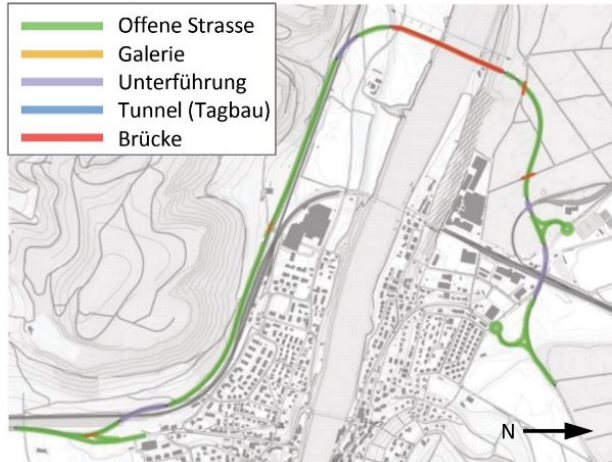 Offene Strasse
Galerie
Unterführung
Tunnel (Tagbau)
Brücke
N